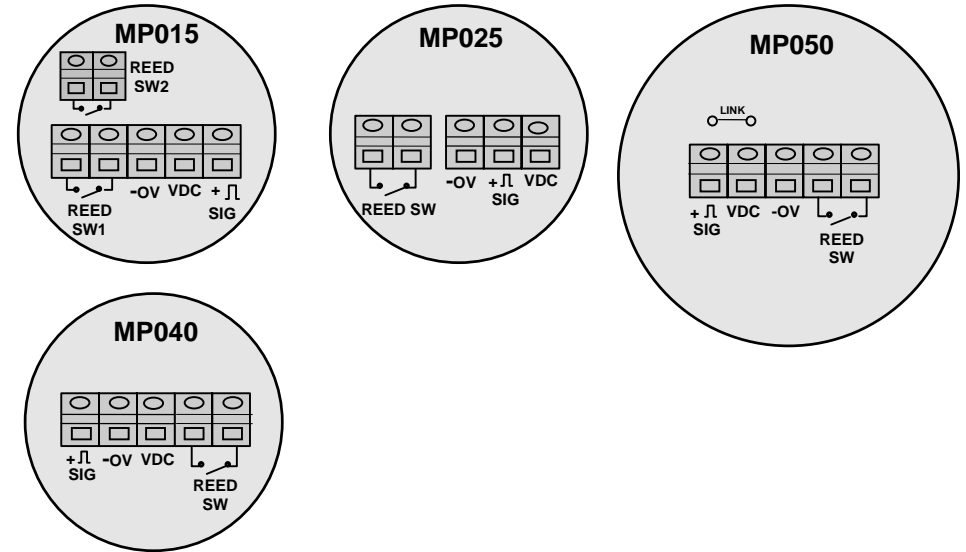 MP015
REED
SW2
-OV VDC +
SIG
REED
SW1
MP025
-OV + VDC
SIG
REED SW
MP050
LINK
+ VDC -OV
SIG
REED
SW
MP040
+ -OV VDC
SIG
REED
SW